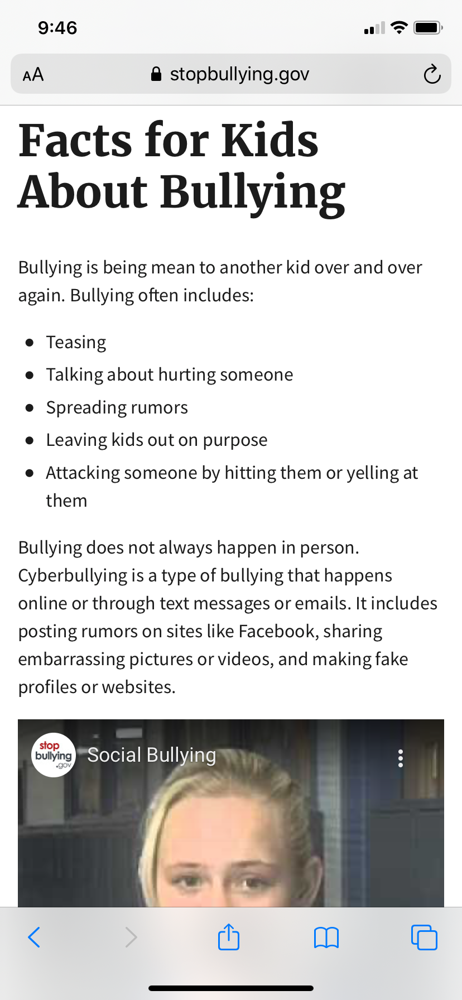 9:46
AA
stopbullying.gov
Facts for Kids
About Bullying
Bullying is being mean to another kid over and over
again. Bullying often includes:
• Teasing
• Talking about hurting someone
• Spreading rumors
• Leaving kids out on purpose
• Attacking someone by hitting them or yelling at
them
Bullying does not always happen in person.
Cyberbullying is a type of bullying that happens
online or through text messages or emails. It includes
posting rumors on sites like Facebook, sharing
embarrassing pictures or videos, and making fake
profiles or websites.
stop
bullying
.gov
Social Bullying